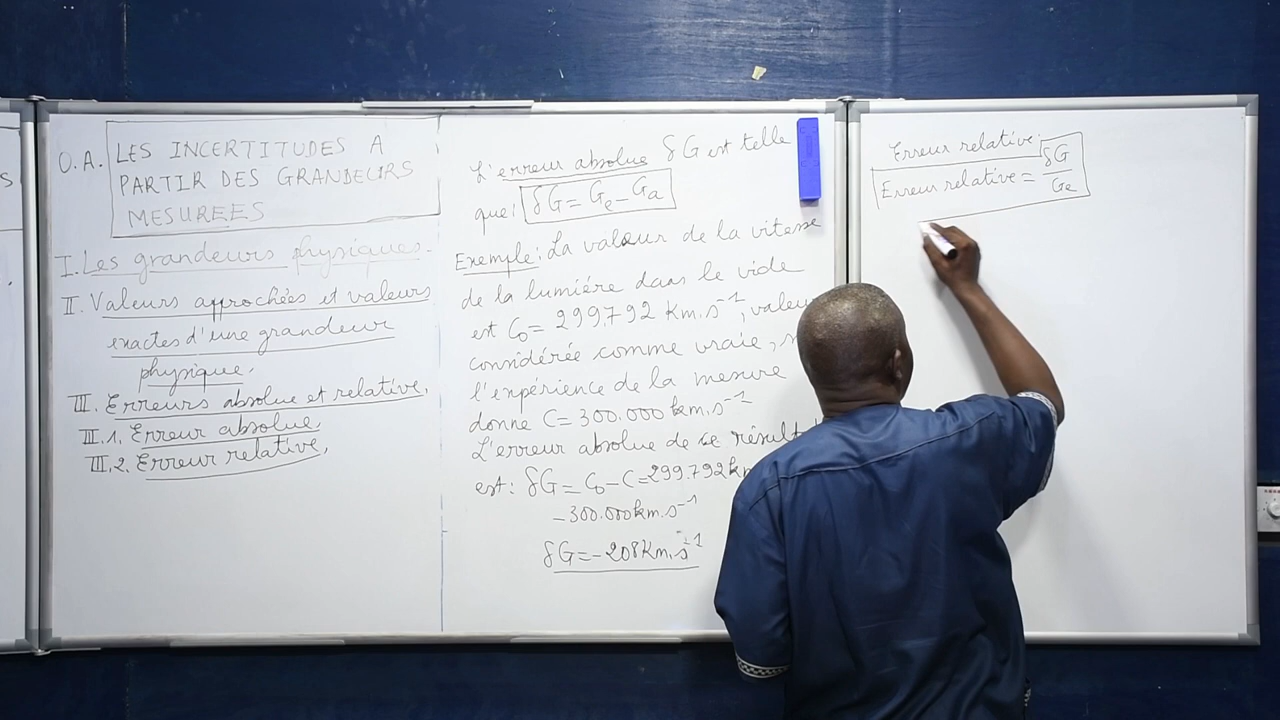 S
O.A. LES INCERTITUDES A
PARTIR DES GRANDEURS
MESUREES
I. Les grandeurs physiques.
II. Valeurs approchées et valeurs
exactes d'une grandeur
physique.
III. Erreurs absolue et relative.
III.1. Erreur absolue.
III.2. Erreur relative.
L'erreur absolue δG est telle
que: δG = Ge - Ga
Exemple: La valeur de la vitesse
de la lumiére dans le vide
est C₀ = 299.792 km.s⁻¹, valeu
considérée comme vraie,
l'expérience de la mesure
donne C = 300.000 km.s⁻¹
L'erreur absolue de ce résult
est: δG = C₀ - C = 299.792 km
- 300.000 km.s⁻¹
δG = - 208 Km.s⁻¹
Erreur relative:
Erreur relative = δG/Ge